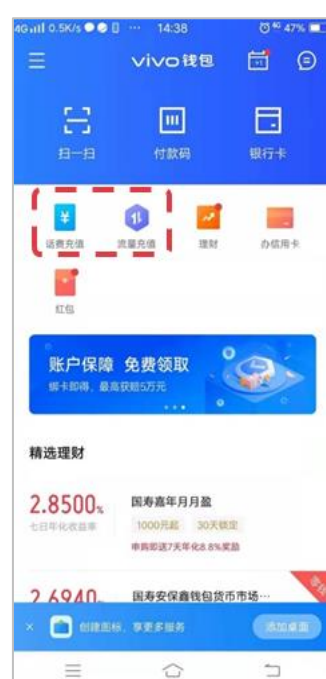 4G 0.5K/s ··· 14:38 4G 47%
vivo钱包
+1
扫一扫 付款码 银行卡
¥
话费充值 流量充值 理财 办信用卡
红包
账户保障 免费领取
绑卡即得，最高获赔5万元
精选理财
2.8500% 国寿嘉年月月盈
七日年化收益率 1000元起 30天锁定
申购即送7天年化8.8%奖励
2.6940% 国寿安保鑫钱包货币市场…
× 创建图标，享更多服务 添加桌面